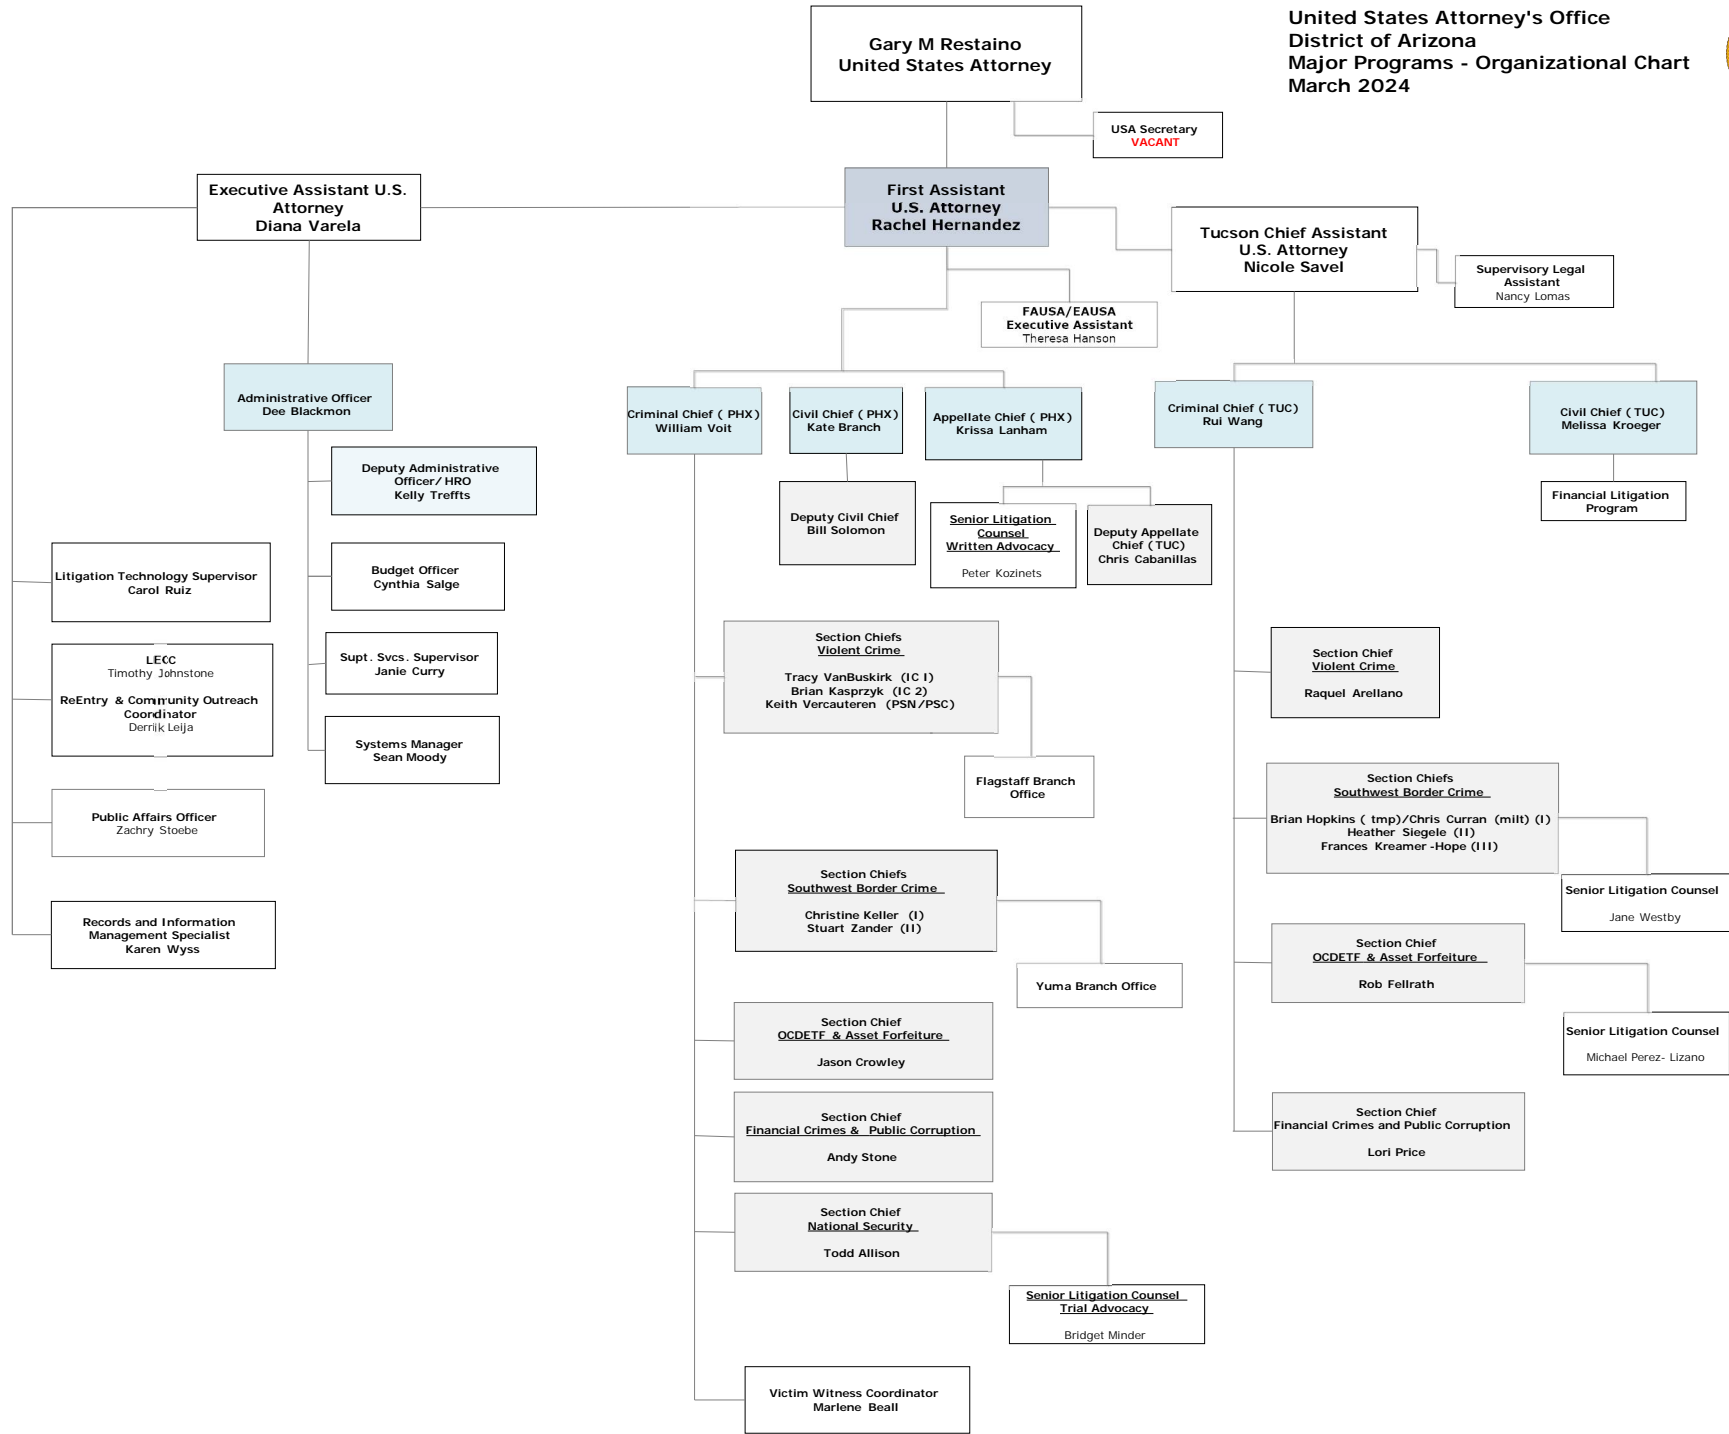 United States Attorney's Office
District of Arizona
Major Programs - Organizational Chart
March 2024
Gary M Restaino
United States Attorney
USA Secretary
VACANT
Executive Assistant U.S.
Attorney
Diana Varela
First Assistant
U.S. Attorney
Rachel Hernandez
Tucson Chief Assistant
U.S. Attorney
Nicole Savel
Supervisory Legal
Assistant
Nancy Lomas
FAUSA/EAUSA
Executive Assistant
Theresa Hanson
Administrative Officer
Dee Blackmon
Criminal Chief ( PHX)
William Voit
Civil Chief ( PHX)
Kate Branch
Appellate Chief ( PHX)
Krissa Lanham
Criminal Chief ( TUC)
Rui Wang
Civil Chief (TUC)
Melissa Kroeger
Deputy Administrative
Officer/ HRO
Kelly Treffts
Deputy Civil Chief
Bill Solomon
Senior Litigation
Counsel
Written Advocacy
Peter Kozinets
Deputy Appellate
Chief ( TUC)
Chris Cabanillas
Financial Litigation
Program
Litigation Technology Supervisor
Carol Ruiz
Budget Officer
Cynthia Salge
LECC
Timothy Johnstone
ReEntry & Community Outreach
Coordinator
Derrik Leija
Supt. Svcs. Supervisor
Janie Curry
Systems Manager
Sean Moody
Public Affairs Officer
Zachry Stoebe
Records and Information
Management Specialist
Karen Wyss
Section Chiefs
Violent Crime
Tracy VanBuskirk (IC I)
Brian Kasprzyk (IC 2)
Keith Vercauteren (PSN/PSC)
Flagstaff Branch
Office
Section Chiefs
Southwest Border Crime
Christine Keller (I)
Stuart Zander (II)
Yuma Branch Office
Section Chief
OCDETF & Asset Forfeiture
Jason Crowley
Section Chief
Financial Crimes & Public Corruption
Andy Stone
Section Chief
National Security
Todd Allison
Senior Litigation Counsel
Trial Advocacy
Bridget Minder
Victim Witness Coordinator
Marlene Beall
Section Chief
Violent Crime
Raquel Arellano
Section Chiefs
Southwest Border Crime
Brian Hopkins ( tmp)/Chris Curran (milt) (I)
Heather Siegele (II)
Frances Kreamer -Hope (III)
Senior Litigation Counsel
Jane Westby
Section Chief
OCDETF & Asset Forfeiture
Rob Fellrath
Senior Litigation Counsel
Michael Perez- Lizano
Section Chief
Financial Crimes and Public Corruption
Lori Price